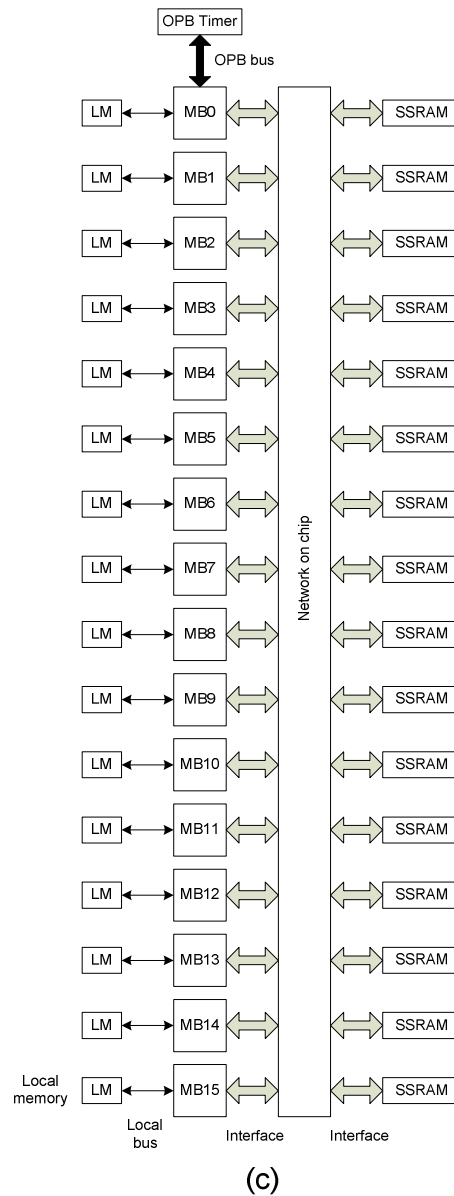 OPB Timer
OPB bus
LM MB0 SSRAM
LM MB1 SSRAM
LM MB2 SSRAM
LM MB3 SSRAM
LM MB4 SSRAM
LM MB5 SSRAM
LM MB6 SSRAM
Network on chip
LM MB7 SSRAM
LM MB8 SSRAM
LM MB9 SSRAM
LM MB10 SSRAM
LM MB11 SSRAM
LM MB12 SSRAM
LM MB13 SSRAM
LM MB14 SSRAM
LM MB15 SSRAM
Local
memory
Local
bus
Interface
Interface
(c)